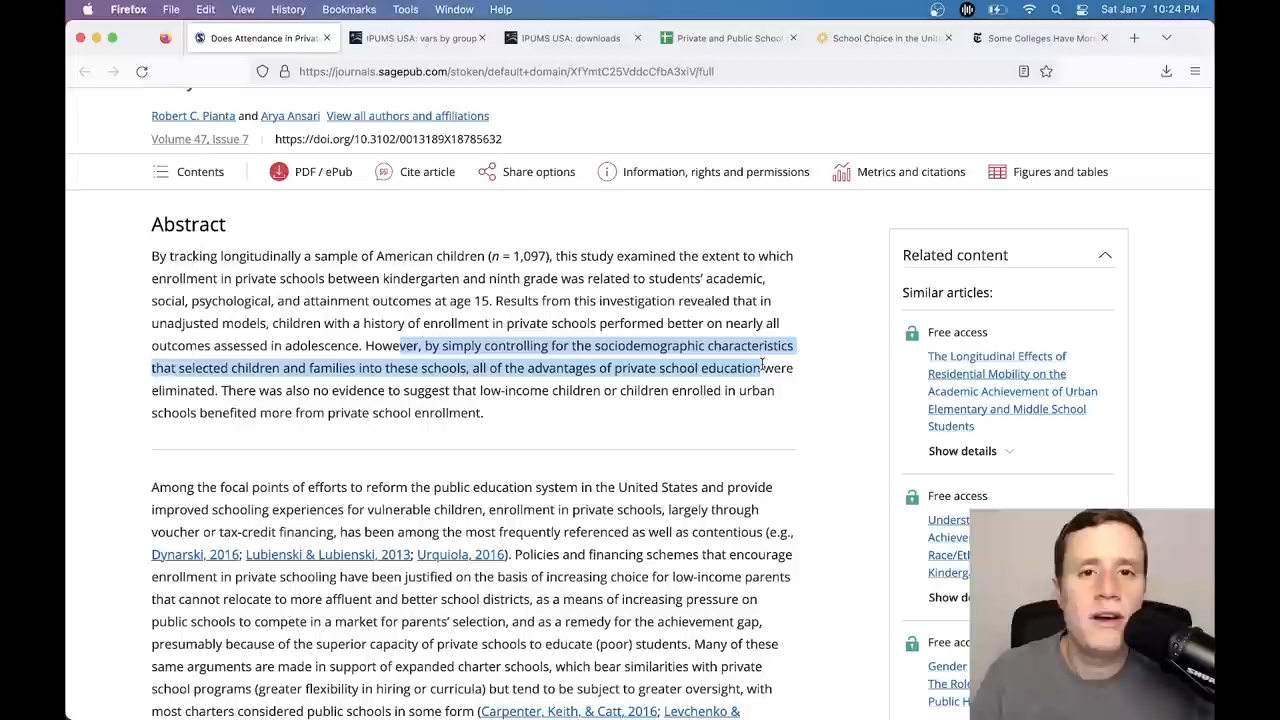 Firefox File Edit View History Bookmarks Tools Window Help Sat Jan 7 10:24 PM
Does Attendance in Privat IPUMS USA: vars by group IPUMS USA: downloads Private and Public School School Choice in the Unite Some Colleges Have More
https://journals.sagepub.com/stoken/default+domain/XfYmtC25VddcCfbA3xiV/full
Robert C. Pianta and Arya Ansari View all authors and affiliations
Volume 47, Issue 7 https://doi.org/10.3102/0013189X18785632
Contents PDF / ePub Cite article Share options Information, rights and permissions Metrics and citations Figures and tables
Abstract
By tracking longitudinally a sample of American children (n = 1,097), this study examined the extent to which
enrollment in private schools between kindergarten and ninth grade was related to students’ academic,
social, psychological, and attainment outcomes at age 15. Results from this investigation revealed that in
unadjusted models, children with a history of enrollment in private schools performed better on nearly all
outcomes assessed in adolescence. However, by simply controlling for the sociodemographic characteristics
that selected children and families into these schools, all of the advantages of private school education were
eliminated. There was also no evidence to suggest that low-income children or children enrolled in urban
schools benefited more from private school enrollment.
Among the focal points of efforts to reform the public education system in the United States and provide
improved schooling experiences for vulnerable children, enrollment in private schools, largely through
voucher or tax-credit financing, has been among the most frequently referenced as well as contentious (e.g.,
Dynarski, 2016; Lubienski & Lubienski, 2013; Urquiola, 2016). Policies and financing schemes that encourage
enrollment in private schooling have been justified on the basis of increasing choice for low-income parents
that cannot relocate to more affluent and better school districts, as a means of increasing pressure on
public schools to compete in a market for parents’ selection, and as a remedy for the achievement gap,
presumably because of the superior capacity of private schools to educate (poor) students. Many of these
same arguments are made in support of expanded charter schools, which bear similarities with private
school programs (greater flexibility in hiring or curricula) but tend to be subject to greater oversight, with
most charters considered public schools in some form (Carpenter, Keith, & Catt, 2016; Levchenko &
Related content
Similar articles:
Free access
The Longitudinal Effects of
Residential Mobility on the
Academic Achievement of Urban
Elementary and Middle School
Students
Show details
Free access
Underst
Achieve
Race/Eth
Kinderga
Show de
Free acc
Gender
The Role
Public H